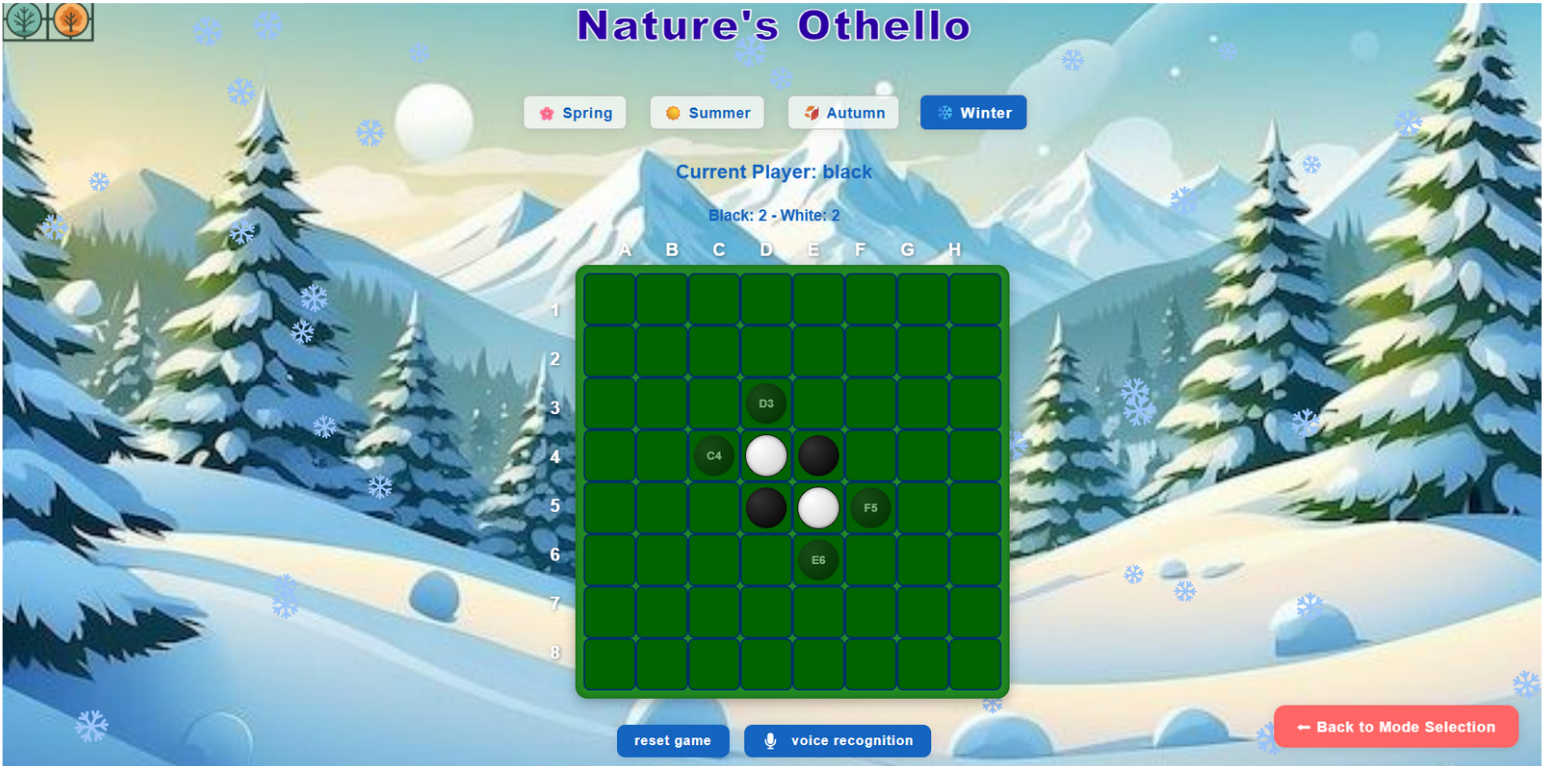 Nature's Othello
Spring Summer Autumn Winter
Current Player: black
Black: 2 - White: 2
A B C D E F G H
1
2
3 D3
4 C4
5 F5
6 E6
7
8
reset game voice recognition
← Back to Mode Selection